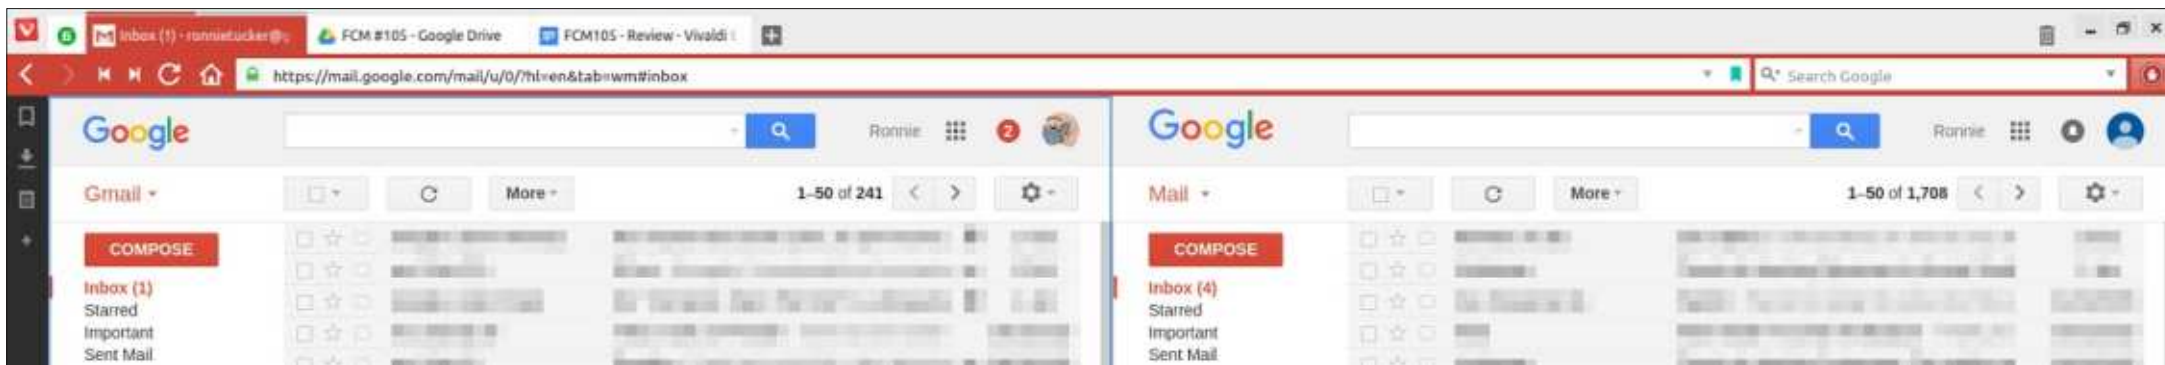 Inbox (1) - ronnietucker@
FCM #105 - Google Drive
FCM105 - Review - Vivaldi
https://mail.google.com/mail/u/0/?hl=en&tab=wm#inbox
Search Google
Google
Ronnie
2
Gmail
More
1–50 of 241
COMPOSE
Inbox (1)
Starred
Important
Sent Mail
Google
Ronnie
Mail
More
1–50 of 1,708
COMPOSE
Inbox (4)
Starred
Important
Sent Mail